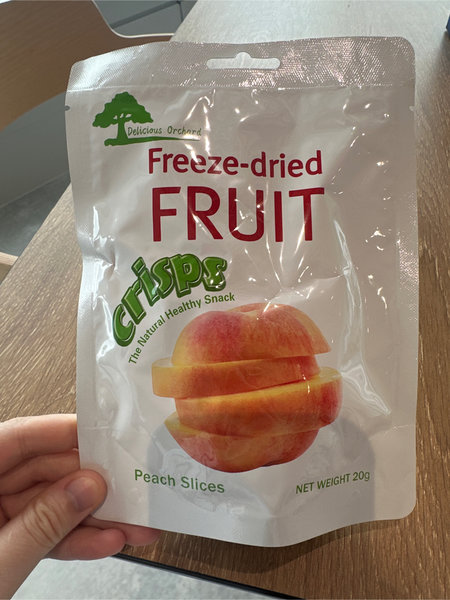 Delicious Orchard
Freeze-dried
FRUIT
crisps
The Natural Healthy Snack
Peach Slices
NET WEIGHT 20g